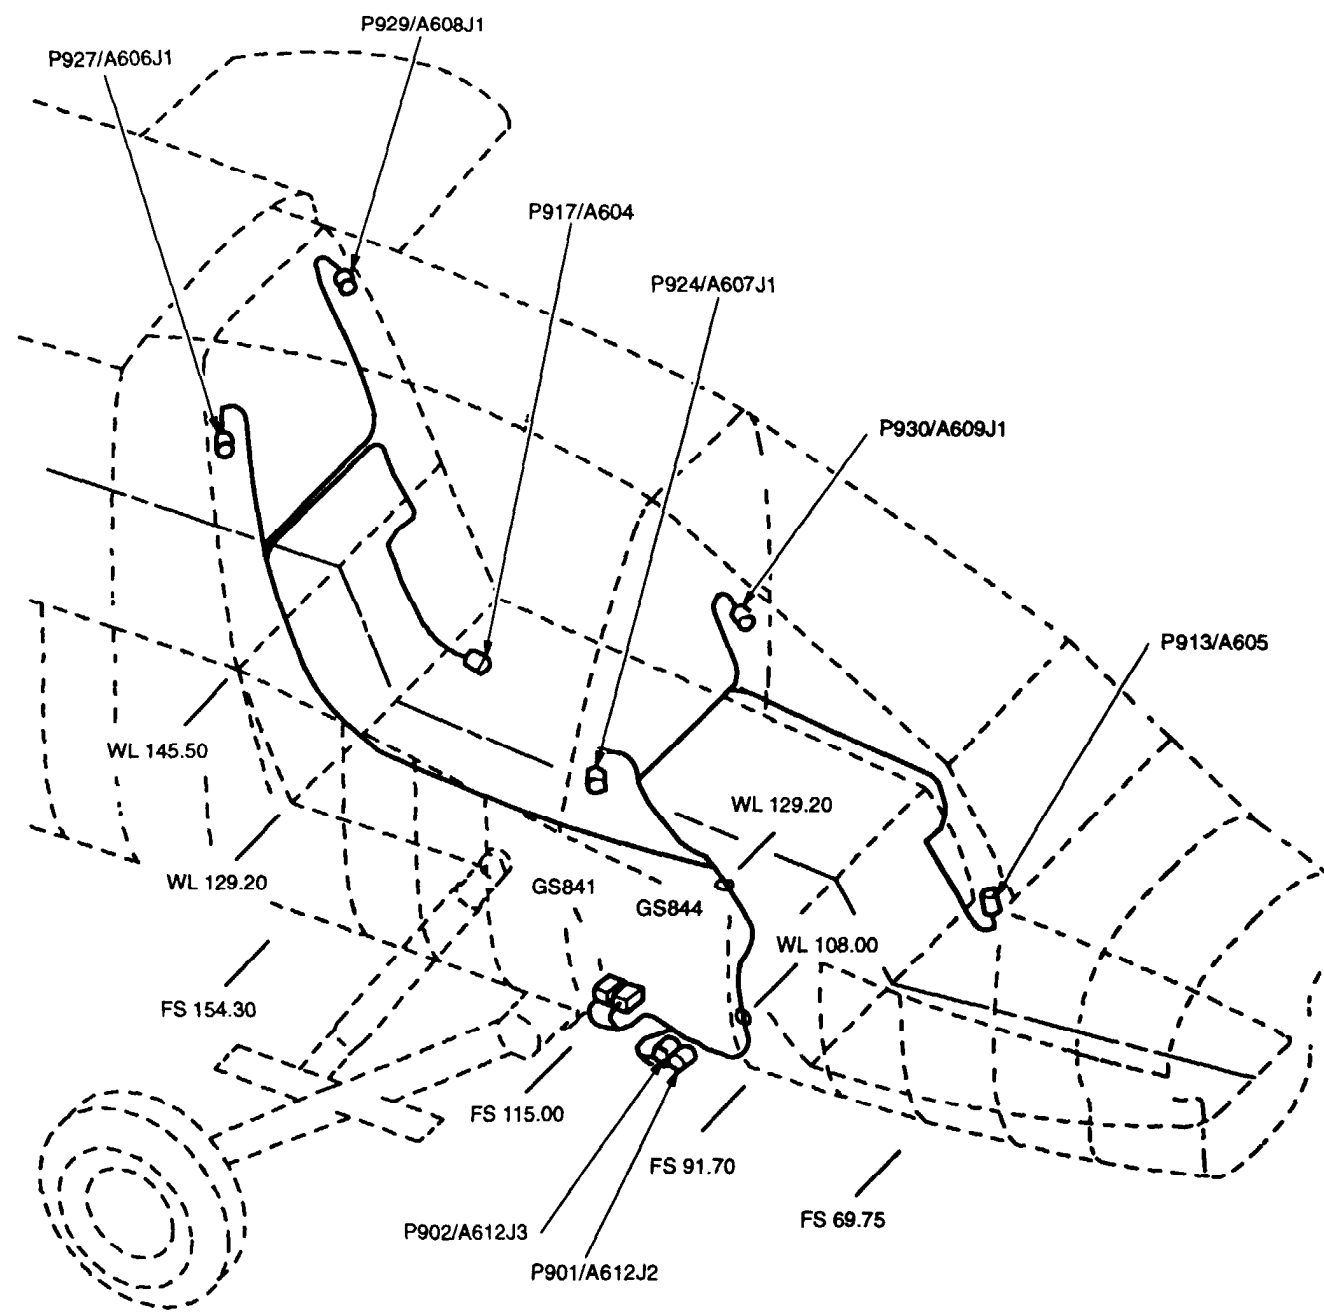 P929/A608J1
P927/A606J1
P917/A604
P924/A607J1
P930/A609J1
P913/A605
WL 145.50
WL 129.20
WL 129.20
GS841
GS844
WL 108.00
FS 154.30
FS 115.00
FS 91.70
FS 69.75
P902/A612J3
P901/A612J2